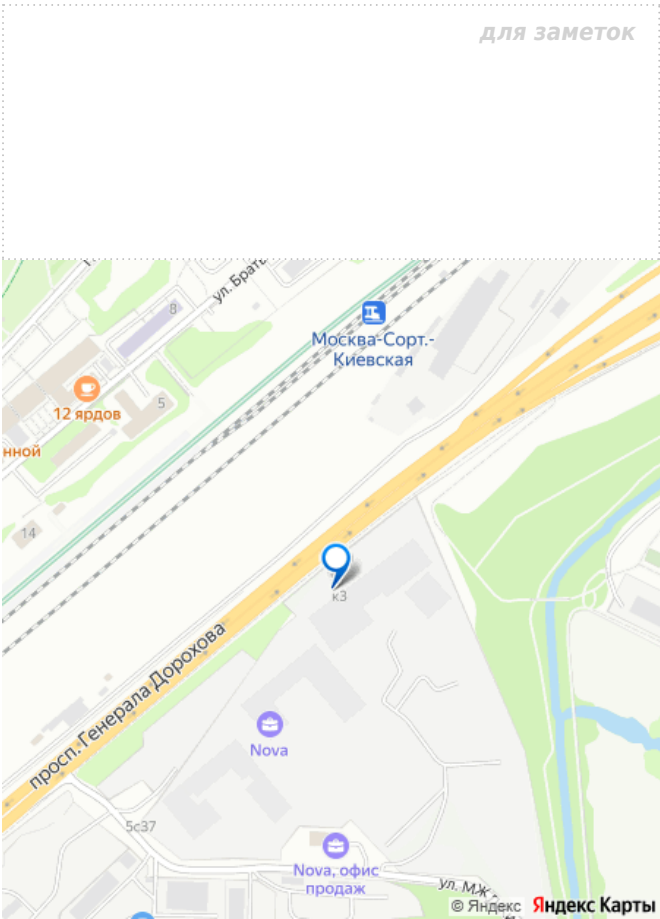 для заметок
ул. Брать
8
Москва-Сорт.-
Киевская
12 ярдов
5
нной
14
к3
просп. Генерала Дорохова
Nova
5с37
Nova, офис
продаж
ул. МЖ
© Яндекс Яндекс Карты